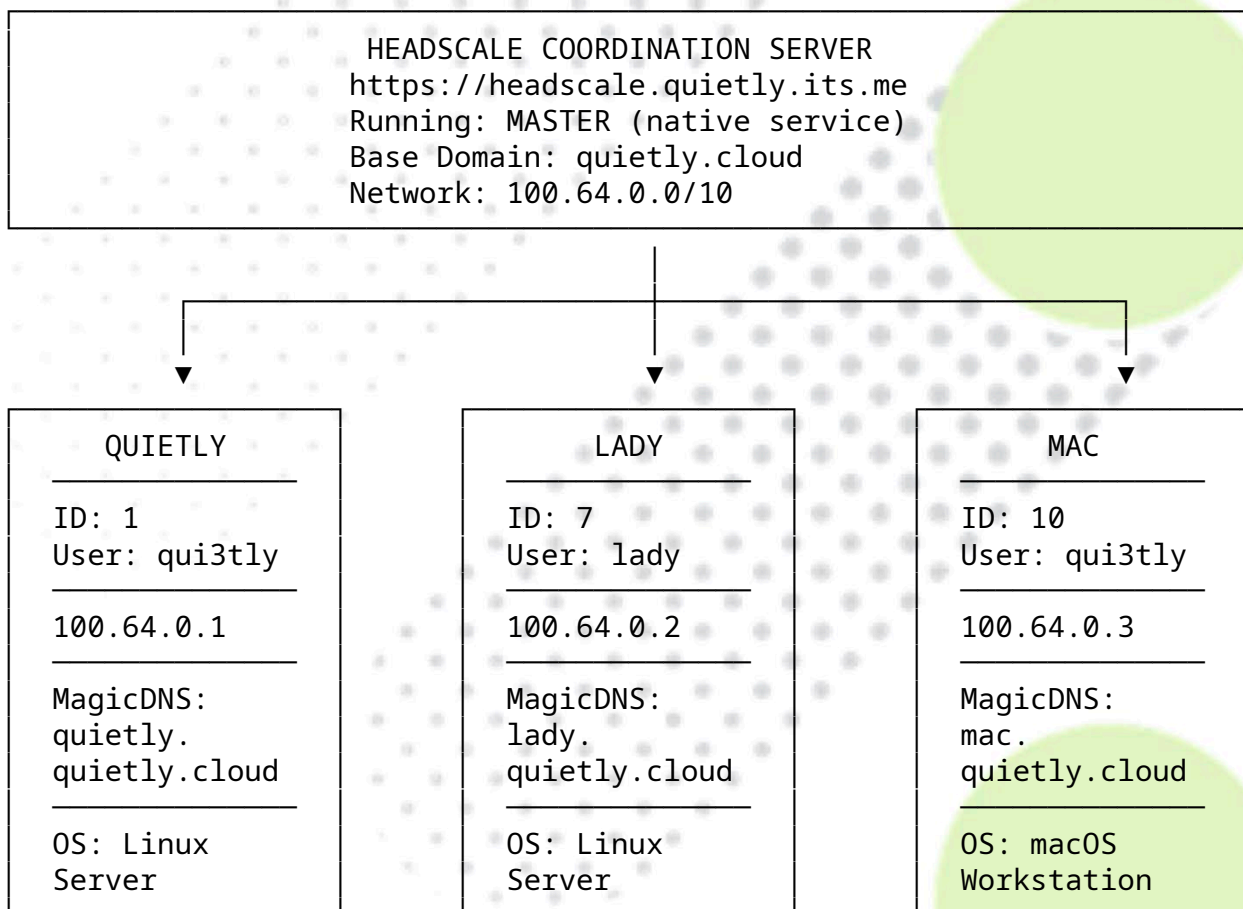 HEADSCALE COORDINATION SERVER
https://headscale.quietly.its.me
Running: MASTER (native service)
Base Domain: quietly.cloud
Network: 100.64.0.0/10
QUIETLY
ID: 1
User: qui3tly
100.64.0.1
MagicDNS:
quietly.
quietly.cloud
OS: Linux
Server
LADY
ID: 7
User: lady
100.64.0.2
MagicDNS:
lady.
quietly.cloud
OS: Linux
Server
MAC
ID: 10
User: qui3tly
100.64.0.3
MagicDNS:
mac.
quietly.cloud
OS: macOS
Workstation